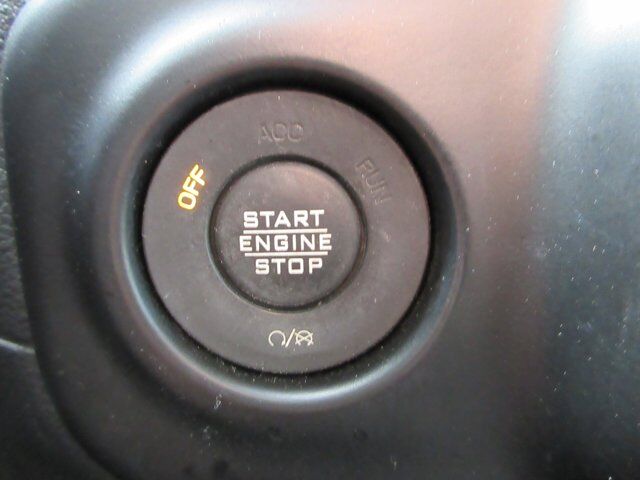 ACC
OFF
RUN
START
ENGINE
STOP